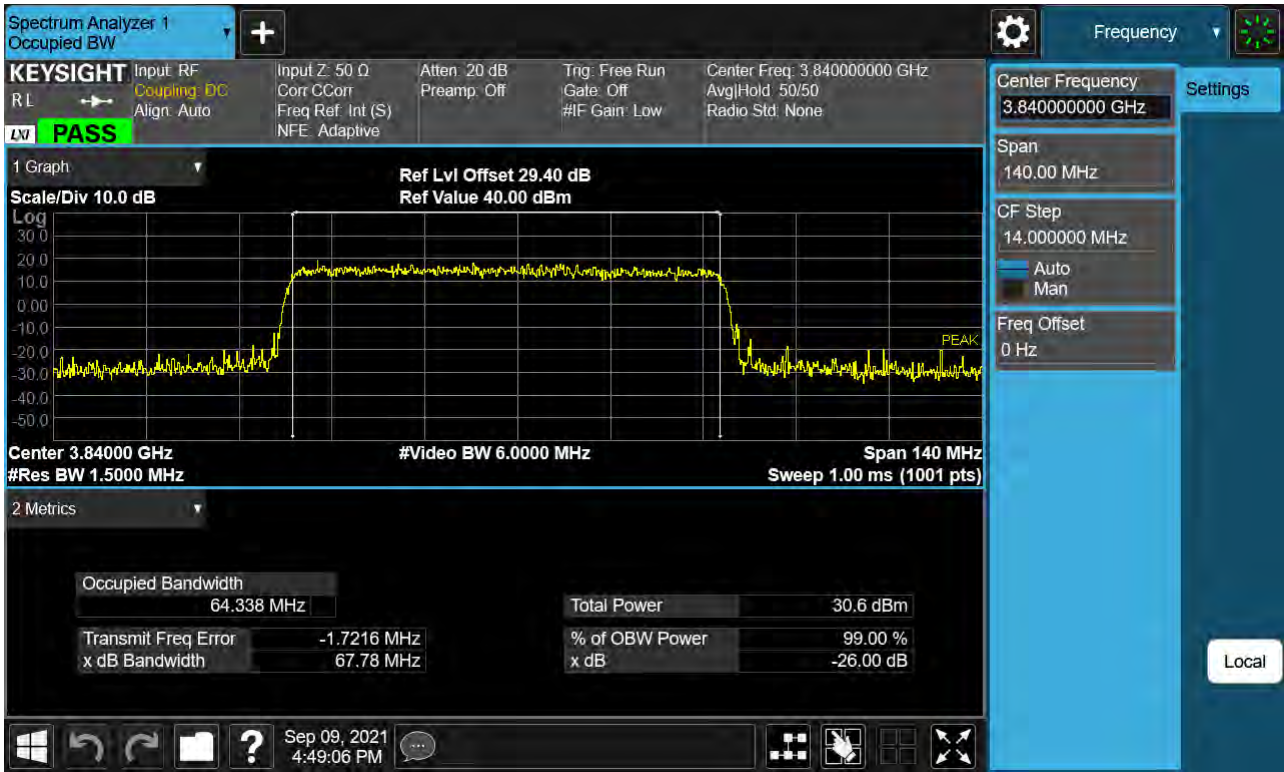 Spectrum Analyzer 1
Occupied BW
+
Frequency
KEYSIGHT
RL
LXI PASS
Input: RF
Coupling: DC
Align: Auto
Input Z: 50 Ω
Corr CCorr
Freq Ref: Int (S)
NFE: Adaptive
Atten: 20 dB
Preamp: Off
Trig: Free Run
Gate: Off
#IF Gain: Low
Center Freq: 3.840000000 GHz
Avg|Hold: 50/50
Radio Std: None
1 Graph
Scale/Div 10.0 dB
Ref Lvl Offset 29.40 dB
Ref Value 40.00 dBm
Log
30.0
20.0
10.0
0.00
-10.0
-20.0
-30.0
-40.0
-50.0
PEAK
Center 3.84000 GHz
#Video BW 6.0000 MHz
Span 140 MHz
#Res BW 1.5000 MHz
Sweep 1.00 ms (1001 pts)
2 Metrics
Occupied Bandwidth
64.338 MHz
Transmit Freq Error -1.7216 MHz
x dB Bandwidth 67.78 MHz
Total Power 30.6 dBm
% of OBW Power 99.00 %
x dB -26.00 dB
Center Frequency
3.840000000 GHz
Span
140.00 MHz
CF Step
14.000000 MHz
Auto
Man
Freq Offset
0 Hz
Settings
Local
?
Sep 09, 2021
4:49:06 PM